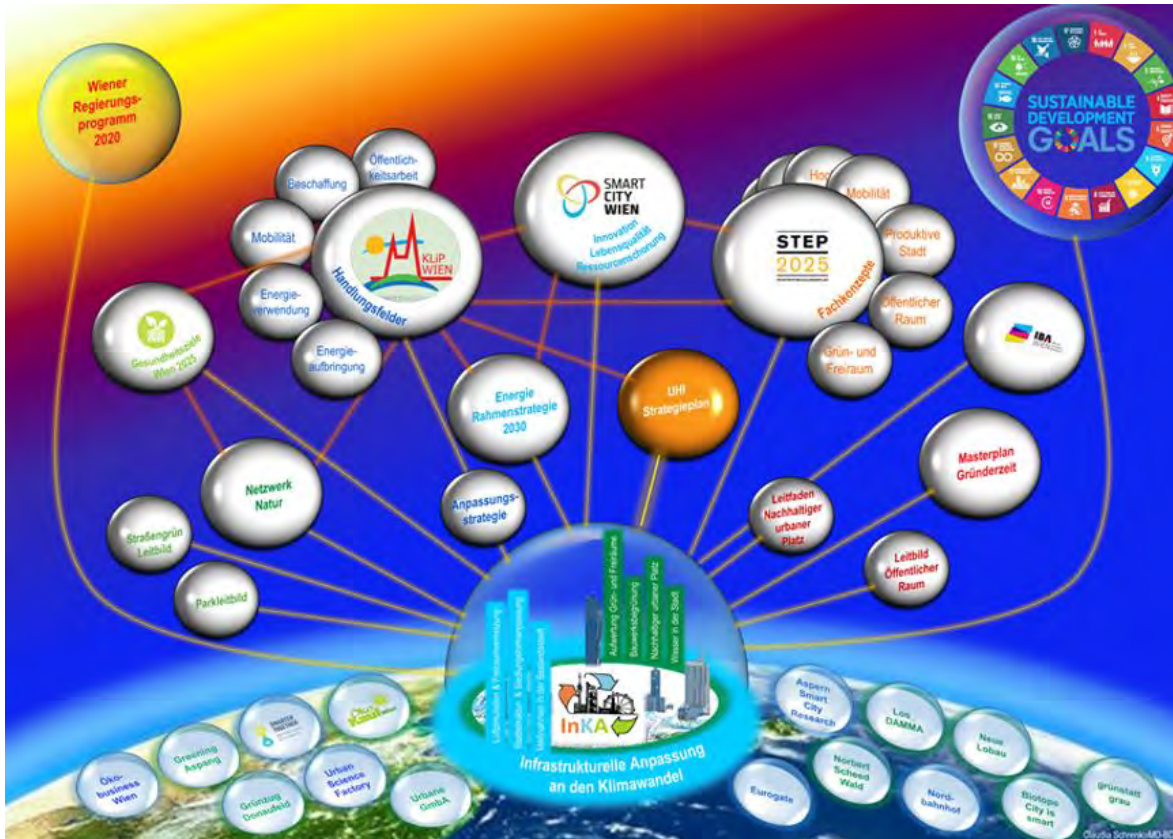 Wiener
Regierungs-
programm
2020
SUSTAINABLE
DEVELOPMENT
GOALS
Öffentlich-
keitsarbeit
Beschaffung
Mobilität
Energie-
verwendung
Energie-
aufbringung
KLiP
WIEN
Handlungsfelder
SMART
CITY
WIEN
Innovation
Lebensqualität
Ressourcenschonung
Mobilität
Produktive
Stadt
Öffentlicher
Raum
Grün- und
Freiraum
STEP
2025
Fachkonzepte
Gesundheitsziele
Wien 2025
IBA
Energie
Rahmenstrategie
2030
UHI
Strategieplan
Masterplan
Gründerzeit
Netzwerk
Natur
Anpassungs-
strategie
Leitfaden
Nachhaltiger
urbaner
Platz
Straßengrün
Leitbild
Parkleitbild
Leitbild
Öffentlicher
Raum
Aufwertung Grün- und Freiräume
Bauwerksbegrünung
Nachhaltiger urbaner Platz
Wasser in der Stadt
InKA
Infrastrukturelle Anpassung
an den Klimawandel
SMARTER
TOGETHER
Greening
Aspang
Öko-
business
Wien
Grünzug
Donaufeld
Urban
Science
Factory
Urbane
GmbA
Aspern
Smart
City
Research
Los
DAMMA
Neue
Lobau
grünstatt
grau
Eurogate
Norbert
Scheed
Wald
Nord-
bahnhof
Biotope
City is
smart